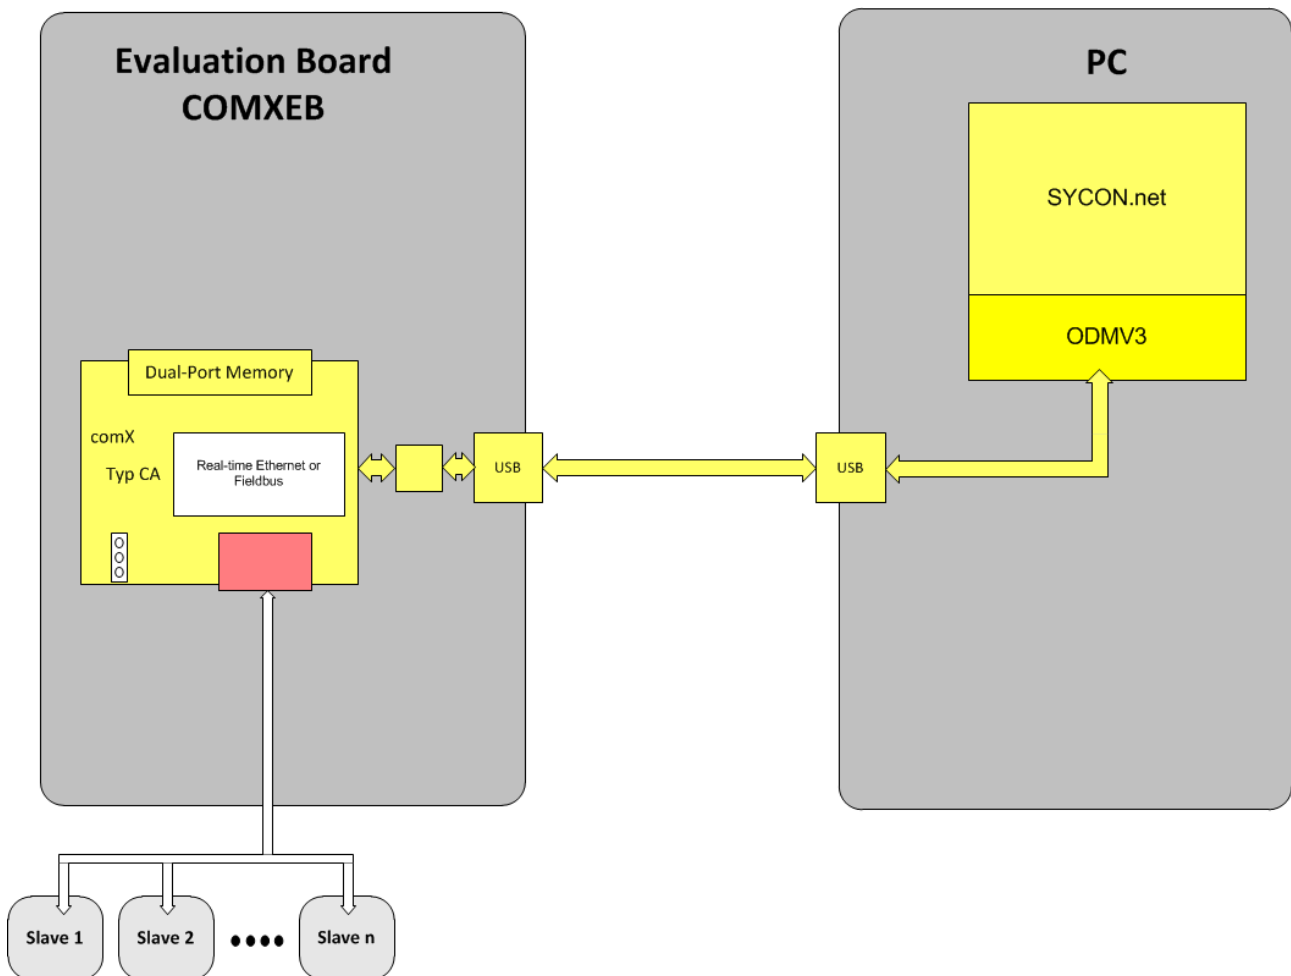 Evaluation Board
COMXEB
PC
SYCON.net
ODMV3
Dual-Port Memory
comX
Typ CA
Real-time Ethernet or
Fieldbus
USB
USB
Slave 1
Slave 2
Slave n